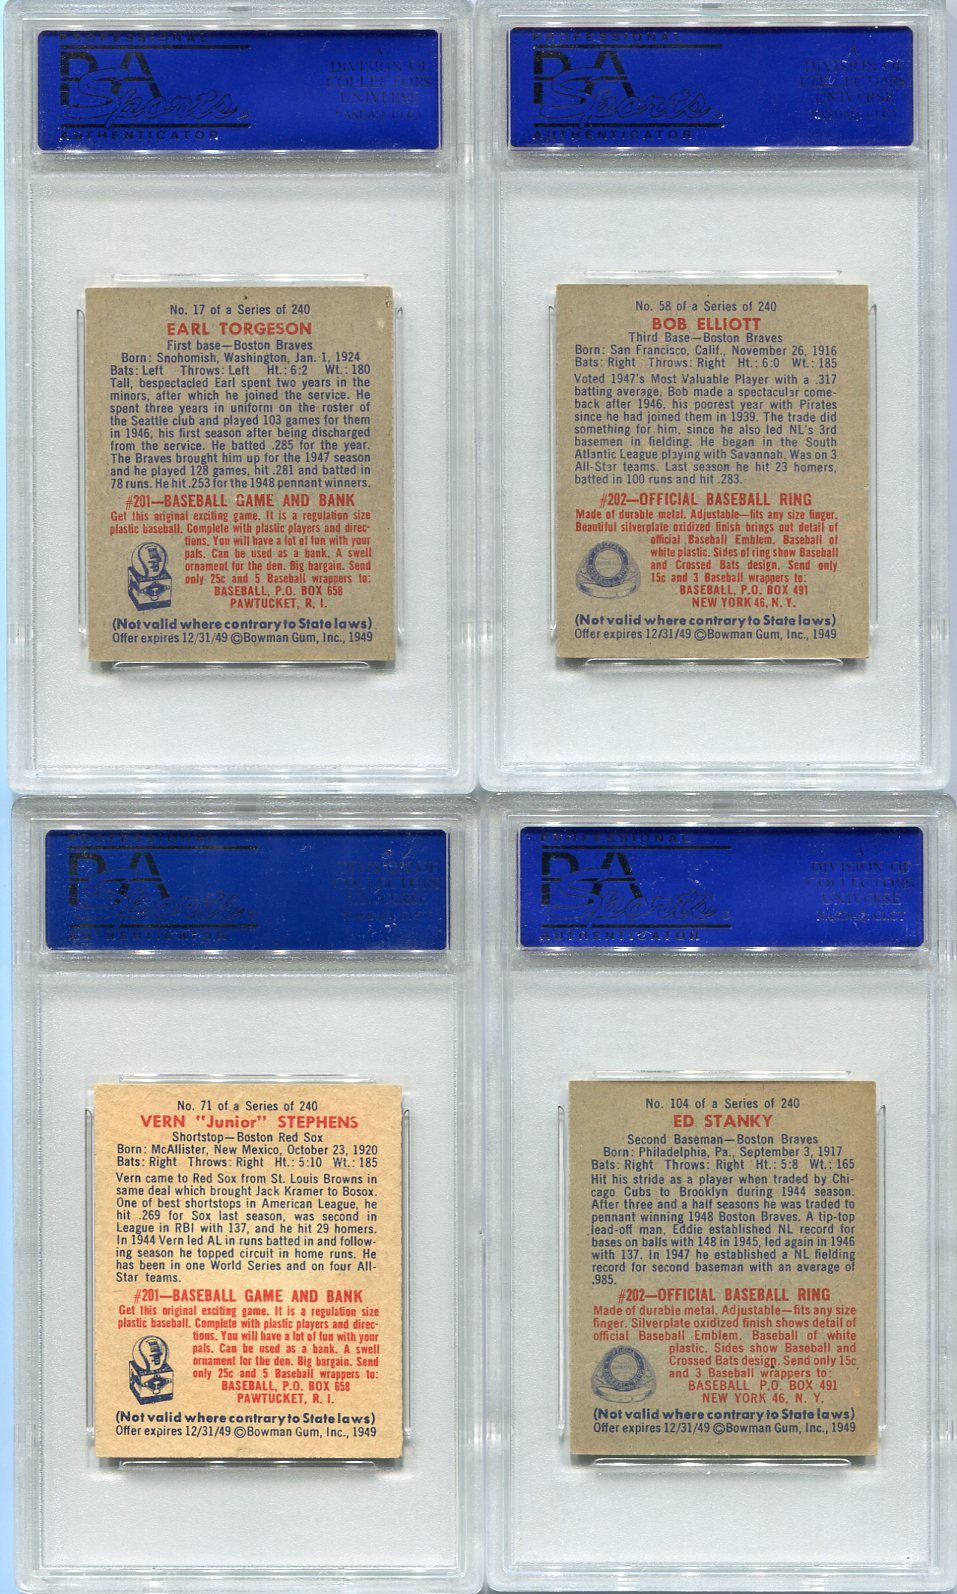 PROFESSIONAL
PSA
Sports
AUTHENTICATOR
A
DIVISION OF
COLLECTORS
UNIVERSE
NASDAQ: CLCT
No. 17 of a Series of 240
EARL TORGESON
First base—Boston Braves
Born: Snohomish, Washington, Jan. 1, 1924
Bats: Left Throws: Left Ht.: 6:2 Wt.: 180
Tall, bespectacled Earl spent two years in the
minors, after which he joined the service. He
spent three years in uniform on the roster of
the Seattle club and played 103 games for them
in 1946, his first season after being discharged
from the service. He batted .285 for the year.
The Braves brought him up for the 1947 season
and he played 128 games, hit .281 and batted in
78 runs. He hit .253 for the 1948 pennant winners.
#201—BASEBALL GAME AND BANK
Get this original exciting game. It is a regulation size
plastic baseball. Complete with plastic players and direc-
tions. You will have a lot of fun with your
pals. Can be used as a bank. A swell
ornament for the den. Big bargain. Send
only 25c and 5 Baseball wrappers to:
BASEBALL, P.O. BOX 658
PAWTUCKET, R. I.
(Not valid where contrary to State laws)
Offer expires 12/31/49 ©Bowman Gum, Inc., 1949
PROFESSIONAL
PSA
Sports
AUTHENTICATOR
A
DIVISION OF
COLLECTORS
UNIVERSE
NASDAQ: CLCT
No. 58 of a Series of 240
BOB ELLIOTT
Third Base—Boston Braves
Born: San Francisco, Calif., November 26, 1916
Bats: Right Throws: Right Ht.: 6:0 Wt.: 185
Voted 1947's Most Valuable Player with a .317
batting average, Bob made a spectacular come-
back after 1946, his poorest year with Pirates
since he had joined them in 1939. The trade did
something for him, since he also led NL's 3rd
basemen in fielding. He began in the South
Atlantic League playing with Savannah. Was on 3
All-Star teams. Last season he hit 23 homers,
batted in 100 runs and hit .283.
#202—OFFICIAL BASEBALL RING
Made of durable metal. Adjustable—fits any size finger.
Beautiful silverplate oxidized finish brings out detail of
official Baseball Emblem. Baseball of
white plastic. Sides of ring show Baseball
and Crossed Bats design. Send only
15c and 3 Baseball wrappers to:
BASEBALL, P.O. BOX 491
NEW YORK 46, N. Y.
(Not valid where contrary to State laws)
Offer expires 12/31/49 ©Bowman Gum, Inc., 1949
PSA
Sports
AUTHENTICATOR
A
DIVISION OF
COLLECTORS
UNIVERSE
NASDAQ: CLCT
No. 71 of a Series of 240
VERN "Junior" STEPHENS
Shortstop—Boston Red Sox
Born: McAllister, New Mexico, October 23, 1920
Bats: Right Throws: Right Ht.: 5:10 Wt.: 185
Vern came to Red Sox from St. Louis Browns in
same deal which brought Jack Kramer to Bosox.
One of best shortstops in American League, he
hit .269 for Sox last season, was second in
League in RBI with 137, and he hit 29 homers.
In 1944 Vern led AL in runs batted in and follow-
ing season he topped circuit in home runs. He
has been in one World Series and on four All-
Star teams.
#201—BASEBALL GAME AND BANK
Get this original exciting game. It is a regulation size
plastic baseball. Complete with plastic players and direc-
tions. You will have a lot of fun with your
pals. Can be used as a bank. A swell
ornament for the den. Big bargain. Send
only 25c and 5 Baseball wrappers to:
BASEBALL, P.O. BOX 658
PAWTUCKET, R. I.
(Not valid where contrary to State laws)
Offer expires 12/31/49 ©Bowman Gum, Inc., 1949
PROFESSIONAL
PSA
Sports
AUTHENTICATOR
A
DIVISION OF
COLLECTORS
UNIVERSE
NASDAQ: CLCT
No. 104 of a Series of 240
ED STANKY
Second Baseman—Boston Braves
Born: Philadelphia, Pa., September 3, 1917
Bats: Right Throws: Right Ht.: 5:8 Wt.: 165
Hit his stride as a player when traded by Chi-
cago Cubs to Brooklyn during 1944 season.
After three and a half seasons he was traded to
pennant winning 1948 Boston Braves. A tip-top
lead-off man, Eddie established NL record for
bases on balls with 148 in 1945, led again in 1946
with 137. In 1947 he established a NL fielding
record for second baseman with an average of
.985.
#202—OFFICIAL BASEBALL RING
Made of durable metal. Adjustable—fits any size
finger. Silverplate oxidized finish shows detail of
official Baseball Emblem. Baseball of white
plastic. Sides show Baseball and
Crossed Bats design. Send only 15c
and 3 Baseball wrappers to:
BASEBALL P.O. BOX 491
NEW YORK 46, N. Y.
(Not valid where contrary to State laws)
Offer expires 12/31/49 ©Bowman Gum, Inc., 1949